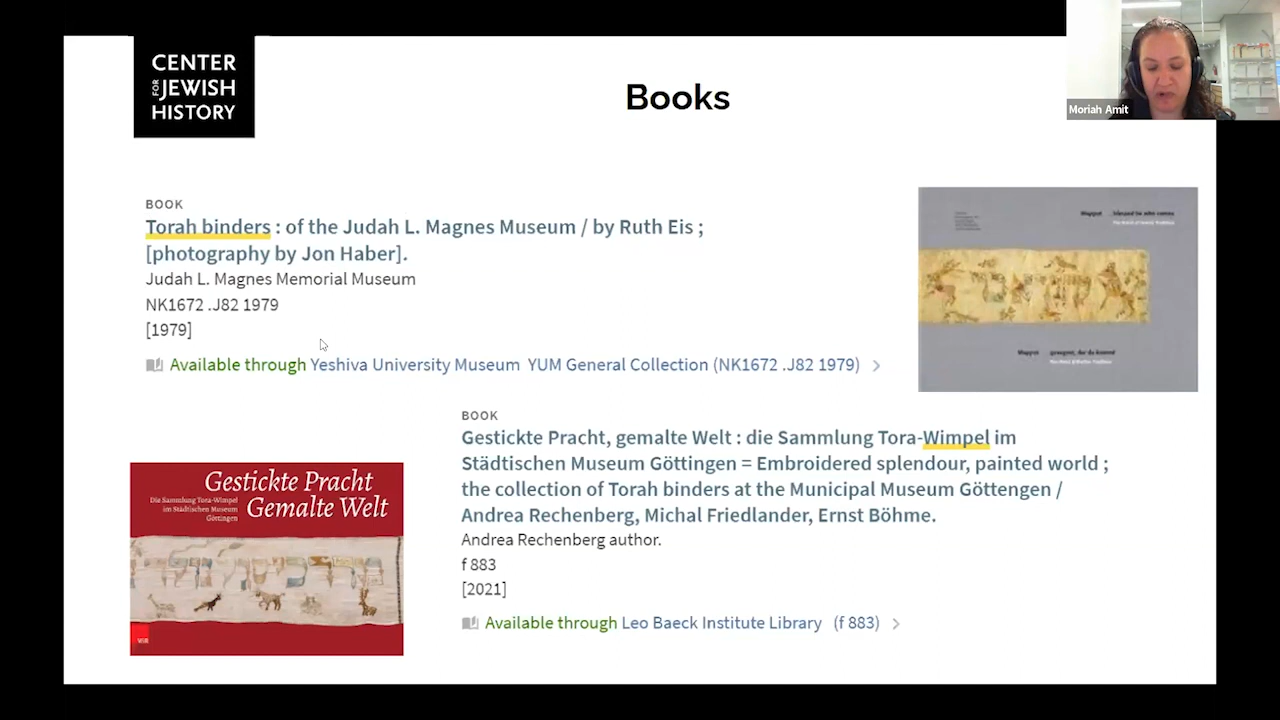 CENTER
FOR JEWISH
HISTORY
Books
Moriah Amit
BOOK
Torah binders : of the Judah L. Magnes Museum / by Ruth Eis ;
[photography by Jon Haber].
Judah L. Magnes Memorial Museum
NK1672 .J82 1979
[1979]
Available through Yeshiva University Museum YUM General Collection (NK1672 .J82 1979)
BOOK
Gestickte Pracht, gemalte Welt : die Sammlung Tora-Wimpel im
Städtischen Museum Göttingen = Embroidered splendour, painted world ;
the collection of Torah binders at the Municipal Museum Göttengen /
Andrea Rechenberg, Michal Friedlander, Ernst Böhme.
Andrea Rechenberg author.
f 883
[2021]
Available through Leo Baeck Institute Library (f 883)
Gestickte Pracht
Gemalte Welt
Die Sammlung Tora-Wimpel
im Städtischen Museum
Göttingen